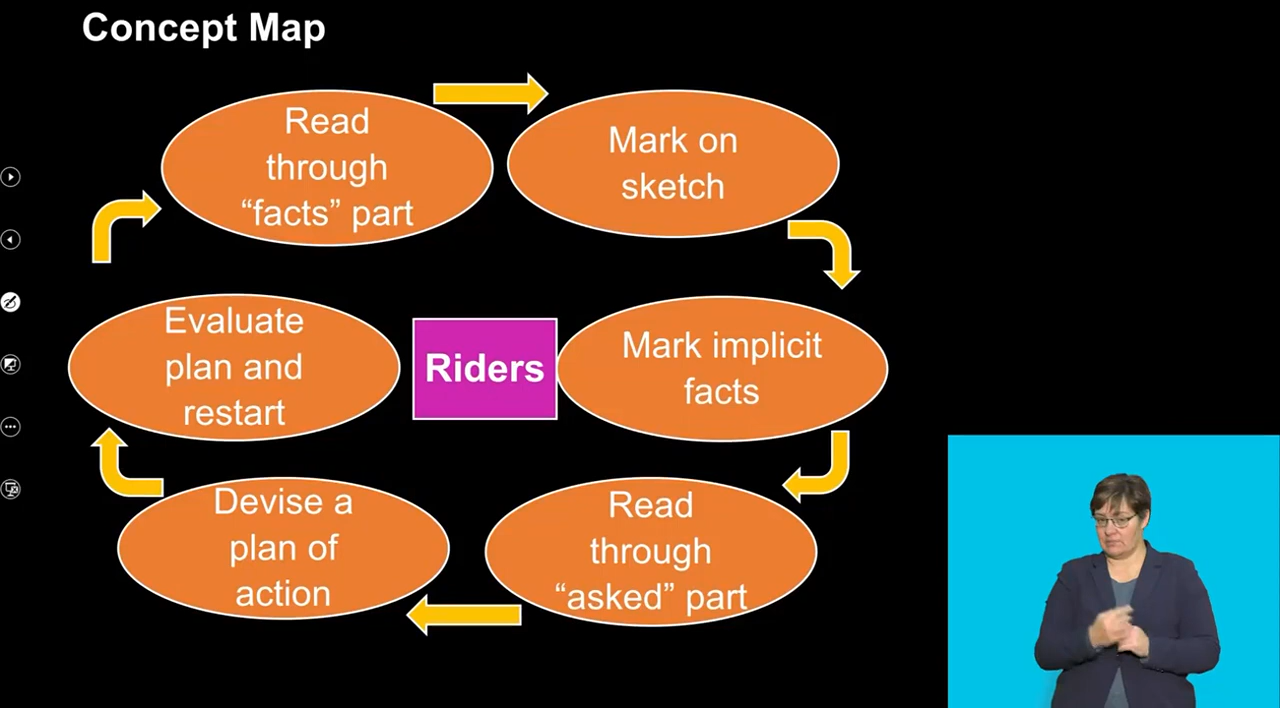 Concept Map
Read
through
“facts” part
Mark on
sketch
Mark implicit
facts
Read
through
“asked” part
Devise a
plan of
action
Evaluate
plan and
restart
Riders